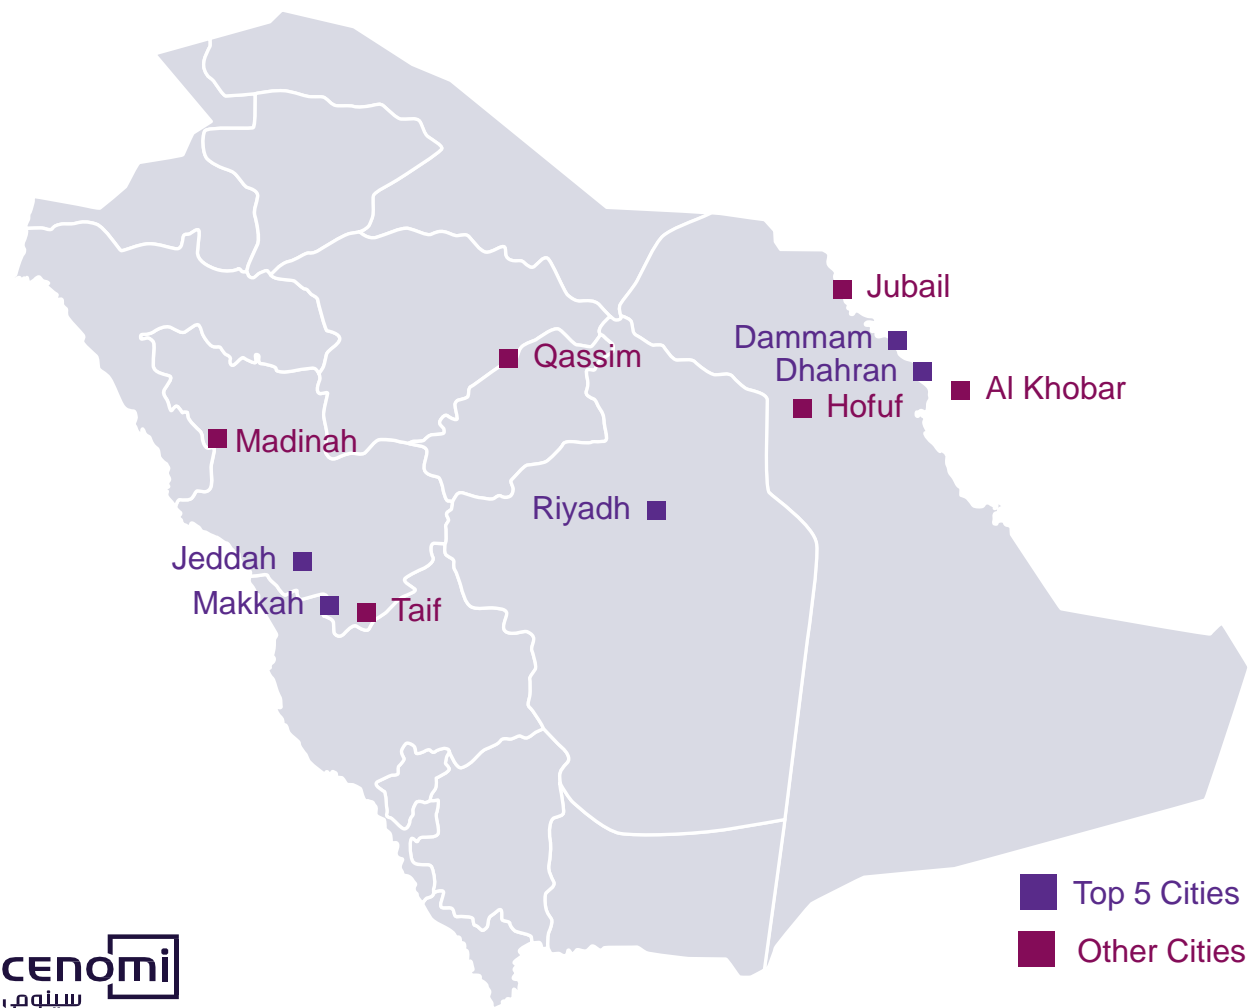 Jubail
Dammam
Dhahran
Al Khobar
Qassim
Hofuf
Madinah
Riyadh
Jeddah
Makkah
Taif
Top 5 Cities
Other Cities
cenomi
سينومي